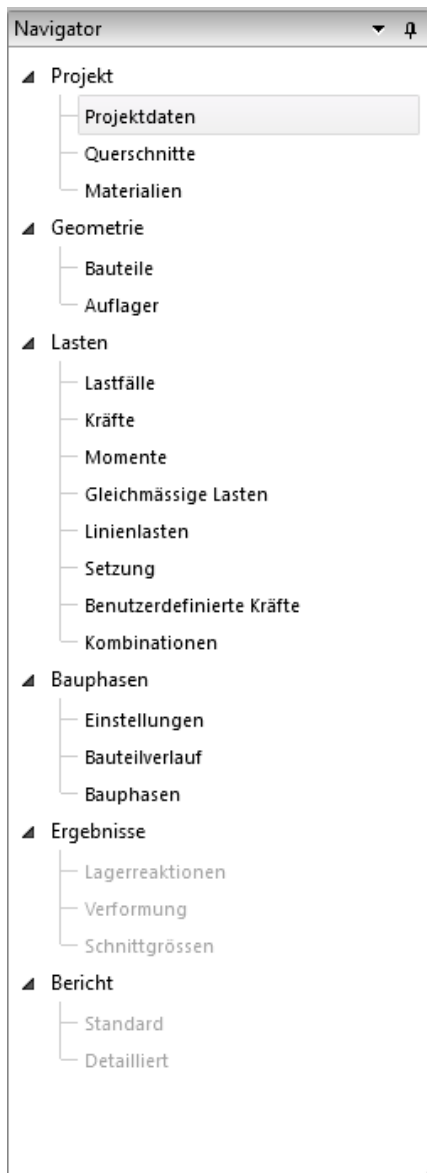 Navigator
Projekt
Projektdaten
Querschnitte
Materialien
Geometrie
Bauteile
Auflager
Lasten
Lastfälle
Kräfte
Momente
Gleichmässige Lasten
Linienlasten
Setzung
Benutzerdefinierte Kräfte
Kombinationen
Bauphasen
Einstellungen
Bauteilverlauf
Bauphasen
Ergebnisse
Lagerreaktionen
Verformung
Schnittgrössen
Bericht
Standard
Detailliert